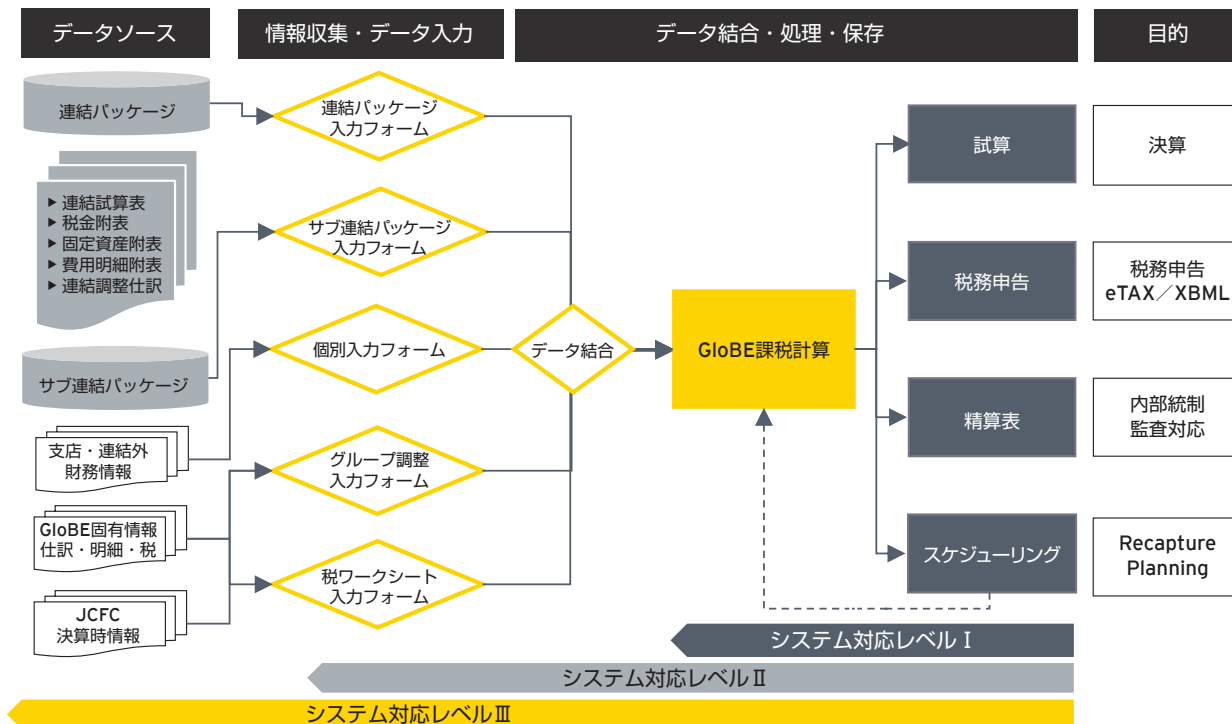 データソース
情報収集・データ入力
データ結合・処理・保存
目的
連結パッケージ
▶ 連結試算表
▶ 税金附表
▶ 固定資産附表
▶ 費用明細附表
▶ 連結調整仕訳
サブ連結パッケージ
支店・連結外
財務情報
GloBE固有情報
仕訳・明細・税
JCFC
決算時情報
連結パッケージ
入力フォーム
サブ連結パッケージ
入力フォーム
個別入力フォーム
グループ調整
入力フォーム
税ワークシート
入力フォーム
データ結合
GloBE課税計算
試算
税務申告
精算表
スケジューリング
決算
税務申告
eTAX／XBML
内部統制
監査対応
Recapture
Planning
システム対応レベルⅠ
システム対応レベルⅡ
システム対応レベルⅢ